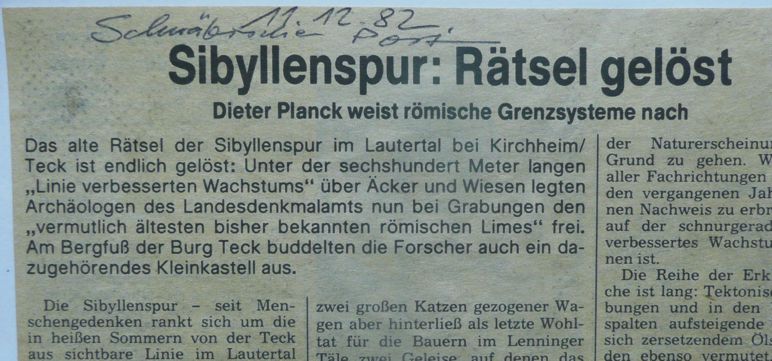 Schwäbische Post 11.12.82
Sibyllenspur: Rätsel gelöst
Dieter Planck weist römische Grenzsysteme nach
Das alte Rätsel der Sibyllenspur im Lautertal bei Kirchheim/
Teck ist endlich gelöst: Unter der sechshundert Meter langen
„Linie verbesserten Wachstums“ über Äcker und Wiesen legten
Archäologen des Landesdenkmalamts nun bei Grabungen den
„vermutlich ältesten bisher bekannten römischen Limes“ frei.
Am Bergfuß der Burg Teck buddelten die Forscher auch ein da-
zugehörendes Kleinkastell aus.
Die Sibyllenspur – seit Men-
schengedenken rankt sich um die
in heißen Sommern von der Teck
aus sichtbare Linie im Lautertal
zwei großen Katzen gezogener Wa-
gen aber hinterließ als letzte Wohl-
tat für die Bauern im Lenninger
Täle zwei Geleise, auf denen das
der Naturerscheinun
Grund zu gehen. W
aller Fachrichtungen
den vergangenen Jah
nen Nachweis zu erbr
auf der schnurgerad
verbessertes Wachstu
nen ist.
Die Reihe der Erk
che ist lang: Tektonis
bungen und in den
spalten aufsteigende
sich zersetzendem Öls
den ebenso vermute